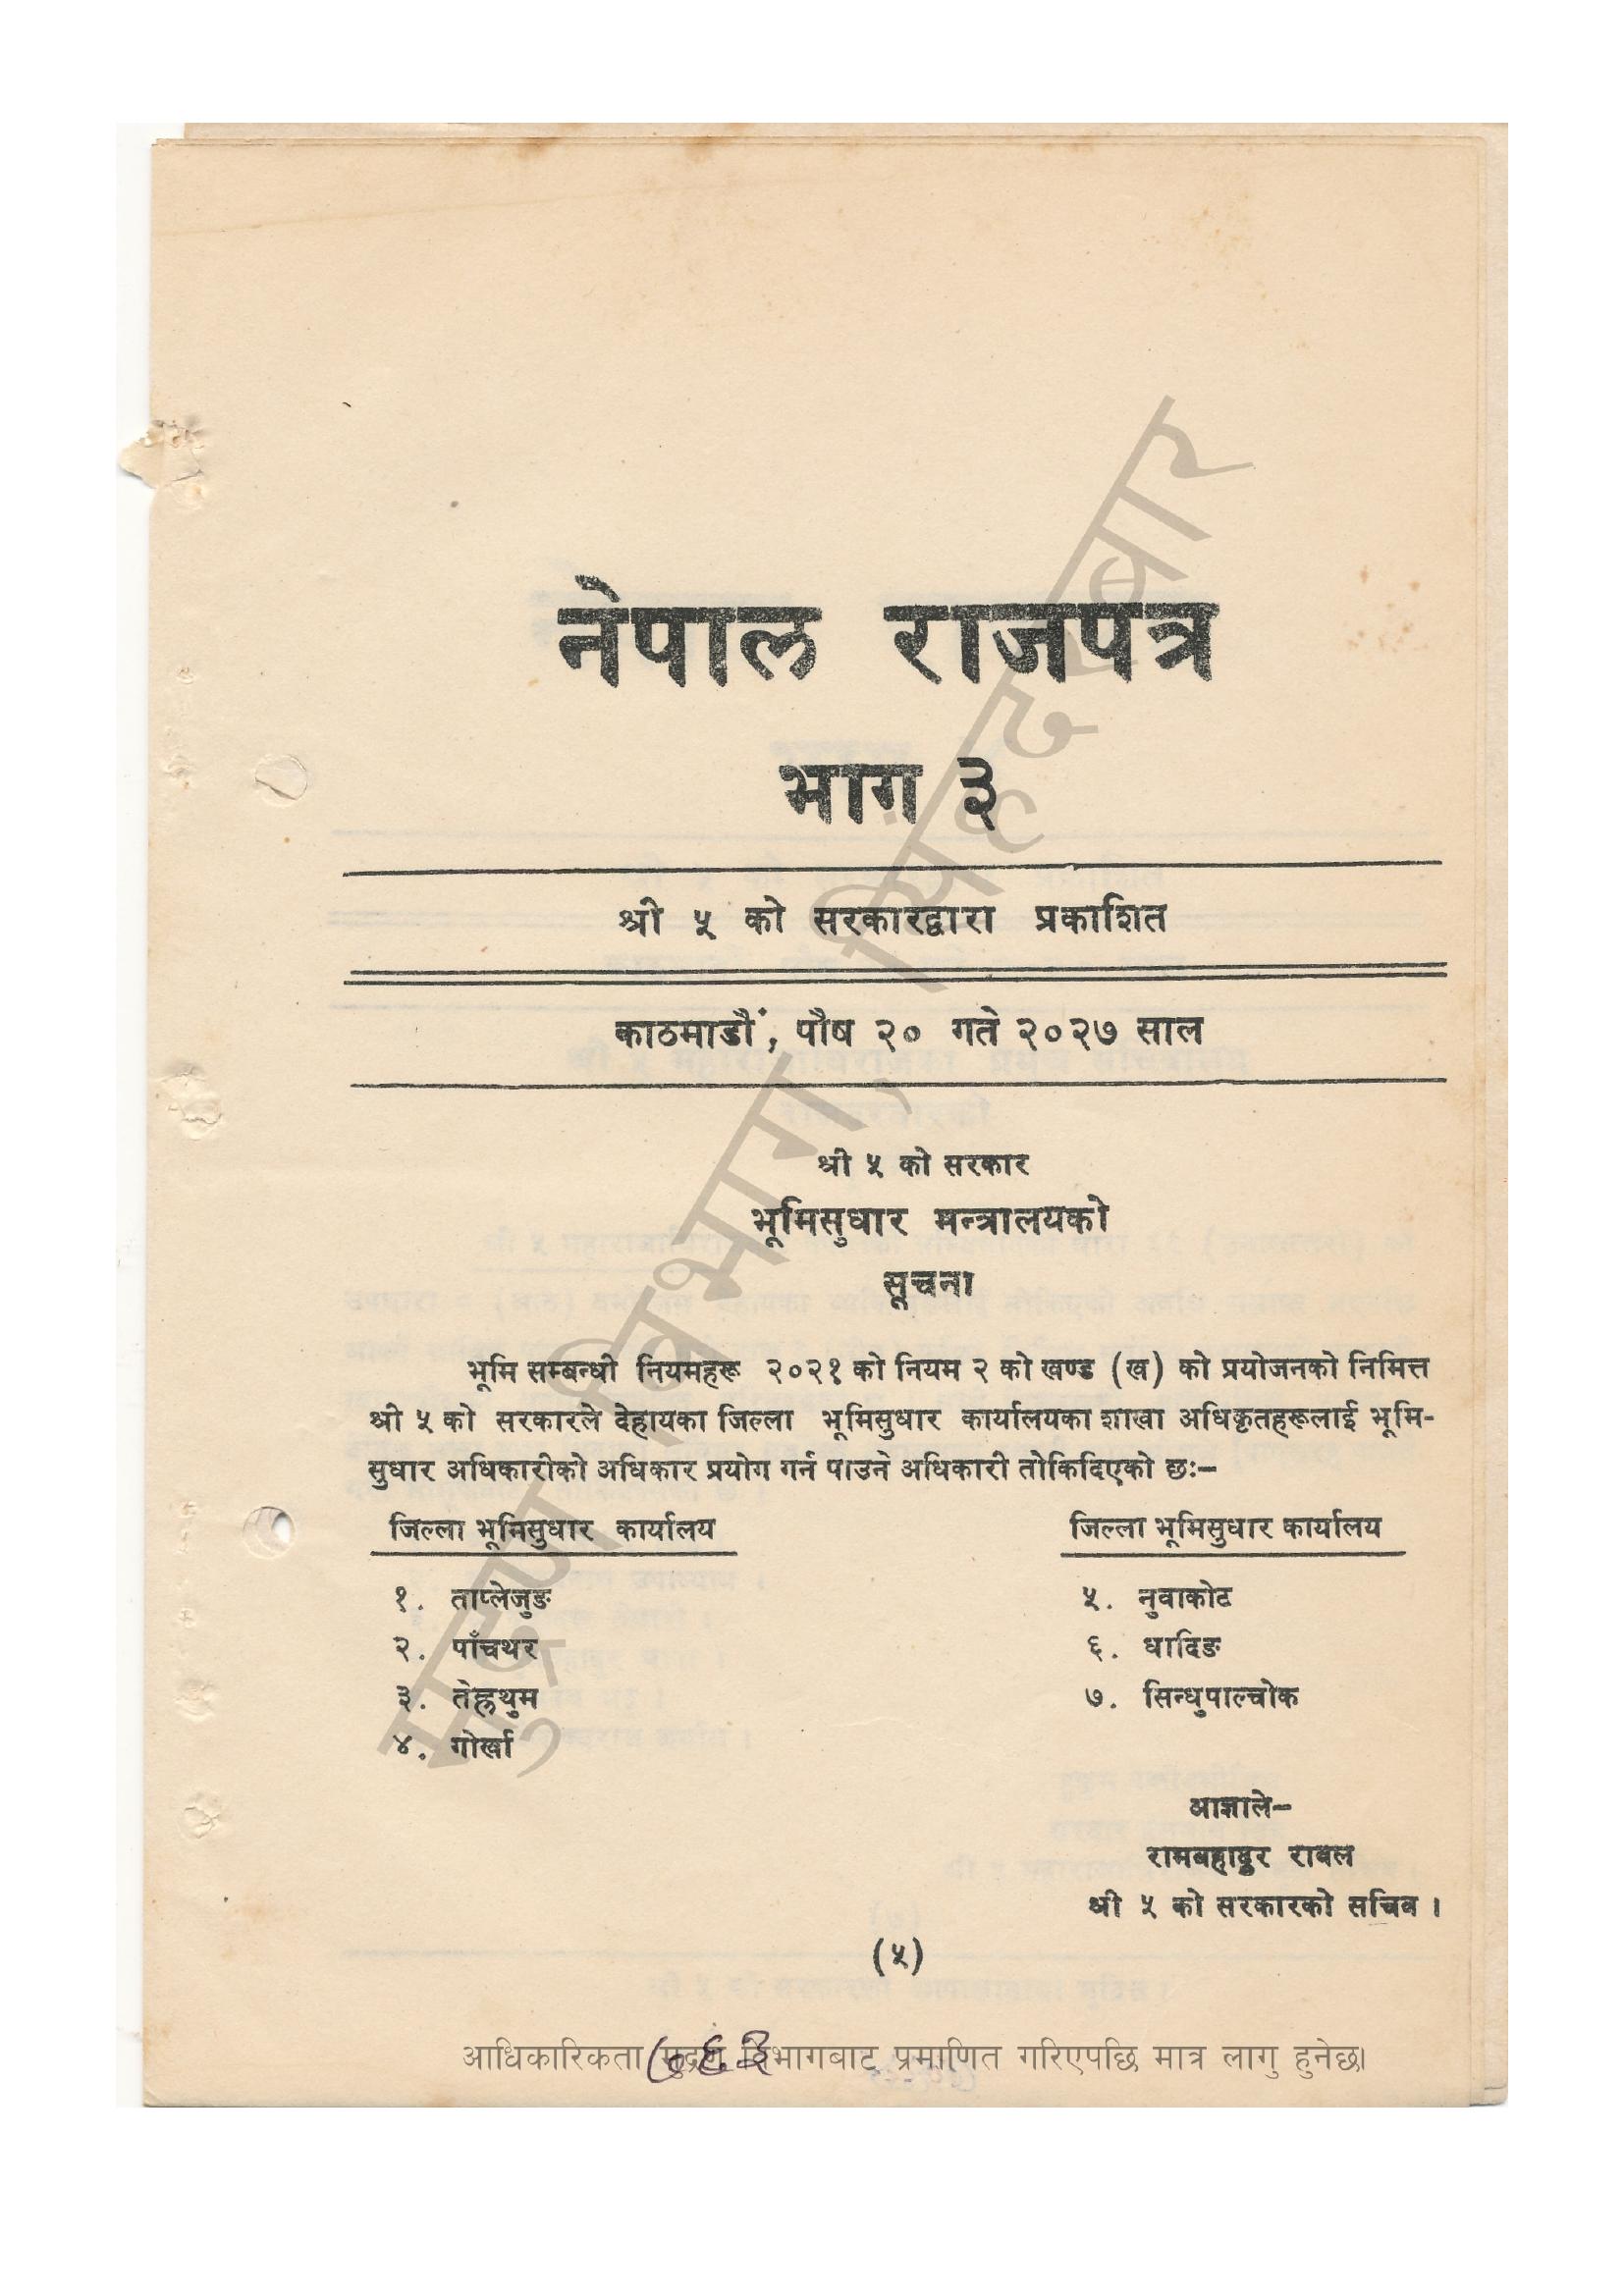 नेपाल राजपत्र
भाग ३
श्री ५ को सरकारद्वारा प्रकाशित
काठमाडौं, पौष २० गते २०२७ साल
श्री ५ को सरकार
भूमिसुधार मन्त्रालयको
सूचना
भूमि सम्बन्धी नियमहरू २०२१ को नियम २ को खण्ड (ख) को प्रयोजनको निमित्त
श्री ५ को सरकारले देहायका जिल्ला भूमिसुधार कार्यालयका शाखा अधिकृतहरूलाई भूमि-
सुधार अधिकारीको अधिकार प्रयोग गर्न पाउने अधिकारी तोकिदिएको छः–
जिल्ला भूमिसुधार कार्यालय
१. ताप्लेजुङ
२. पाँचथर
३. तेह्रथुम
४. गोर्खा
जिल्ला भूमिसुधार कार्यालय
५. नुवाकोट
६. धादिङ
७. सिन्धुपाल्चोक
आज्ञाले–
रामबहादुर रावल
श्री ५ को सरकारको सचिव ।
(५)
आधिकारिकता मुद्रण विभागबाट प्रमाणित गरिएपछि मात्र लागु हुनेछ।
मुद्रण विभाग, सिंहदरबार